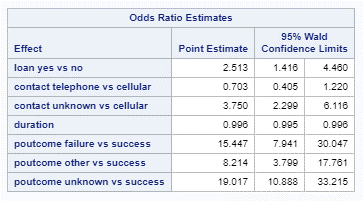 Odds Ratio Estimates
Effect Point Estimate 95% Wald Confidence Limits
loan yes vs no 2.513 1.416 4.460
contact telephone vs cellular 0.703 0.405 1.220
contact unknown vs cellular 3.750 2.299 6.116
duration 0.996 0.995 0.996
poutcome failure vs success 15.447 7.941 30.047
poutcome other vs success 8.214 3.799 17.761
poutcome unknown vs success 19.017 10.888 33.215